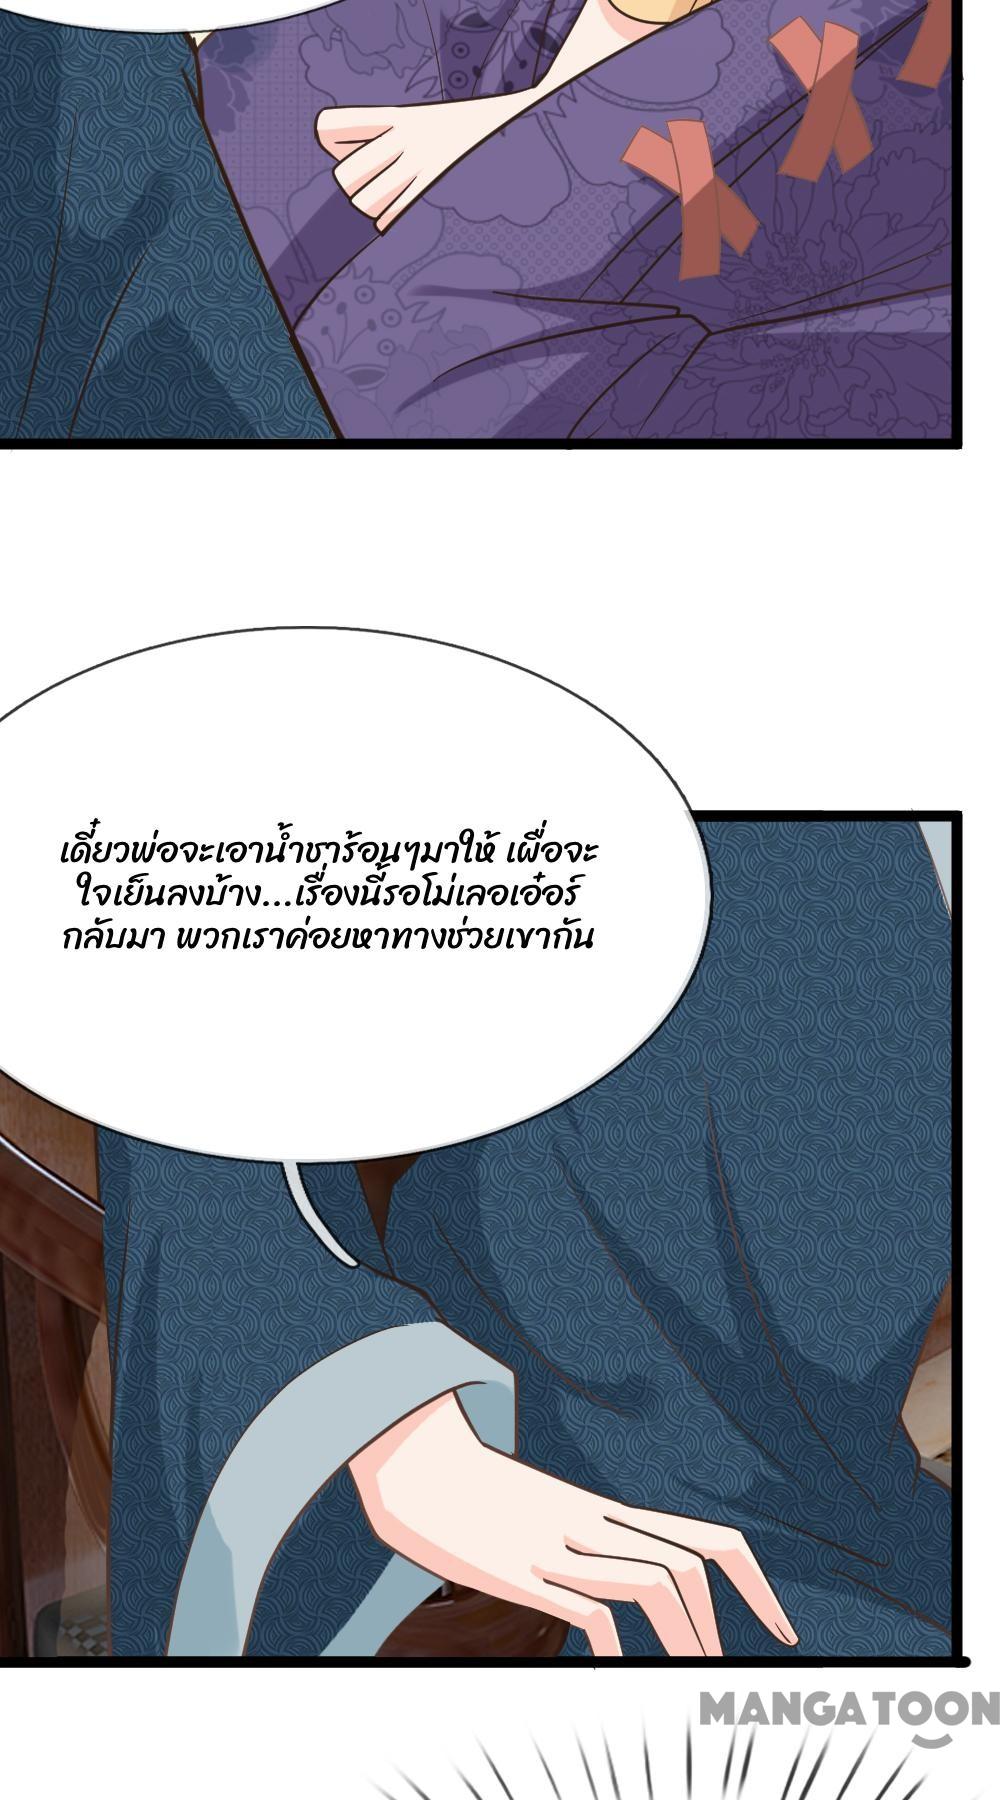 เดี๋ยวพ่อจะเอาน้ำชาร้อนๆมาให้ เผื่อจะ
ใจเย็นลงบ้าง...เรื่องนี้รอโม่เลอเอ๋อร์
กลับมา พวกเราค่อยหาทางช่วยเขากัน
MANGATOON